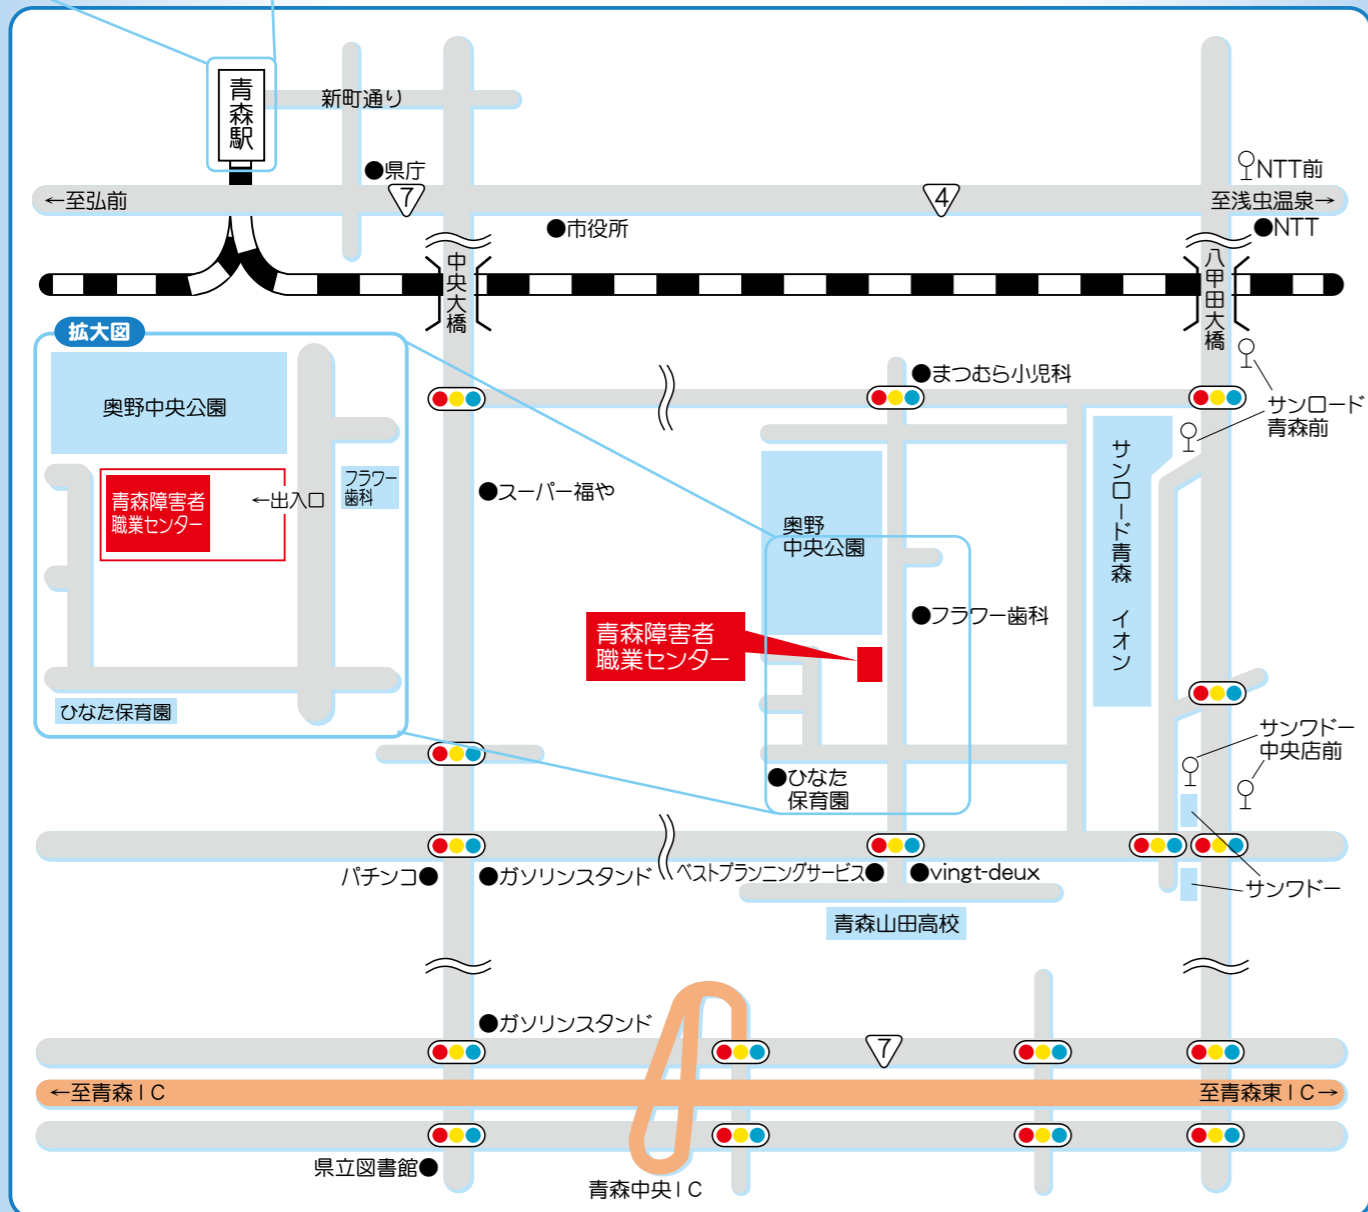 青森駅
新町通り
●県庁
←至弘前
7
4
NTT前
至浅虫温泉→
●市役所
●NTT
中央大橋
八甲田大橋
拡大図
奥野中央公園
青森障害者
職業センター
←出入口
フラワー
歯科
ひなた保育園
●まつむら小児科
サンロード
青森前
●スーパー福や
奥野
中央公園
サンロード青森 イオン
青森障害者
職業センター
●フラワー歯科
サンワドー
中央店前
●ひなた
保育園
パチンコ●
●ガソリンスタンド
ベストプランニングサービス●
●vingt-deux
サンワドー
青森山田高校
●ガソリンスタンド
7
←至青森IC
至青森東IC→
県立図書館●
青森中央IC